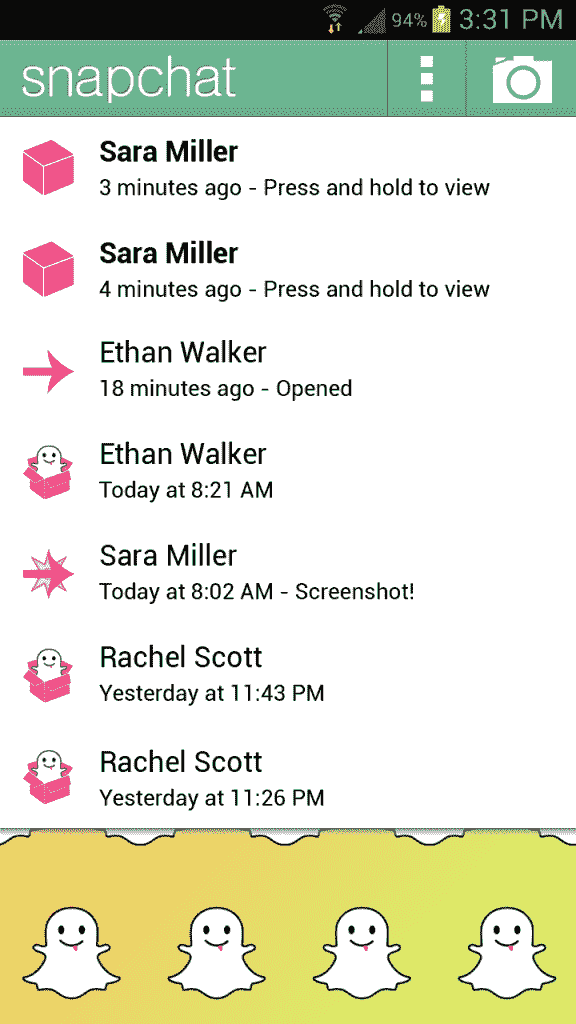 94% 3:31 PM
snapchat
Sara Miller
3 minutes ago - Press and hold to view
Sara Miller
4 minutes ago - Press and hold to view
Ethan Walker
18 minutes ago - Opened
Ethan Walker
Today at 8:21 AM
Sara Miller
Today at 8:02 AM - Screenshot!
Rachel Scott
Yesterday at 11:43 PM
Rachel Scott
Yesterday at 11:26 PM